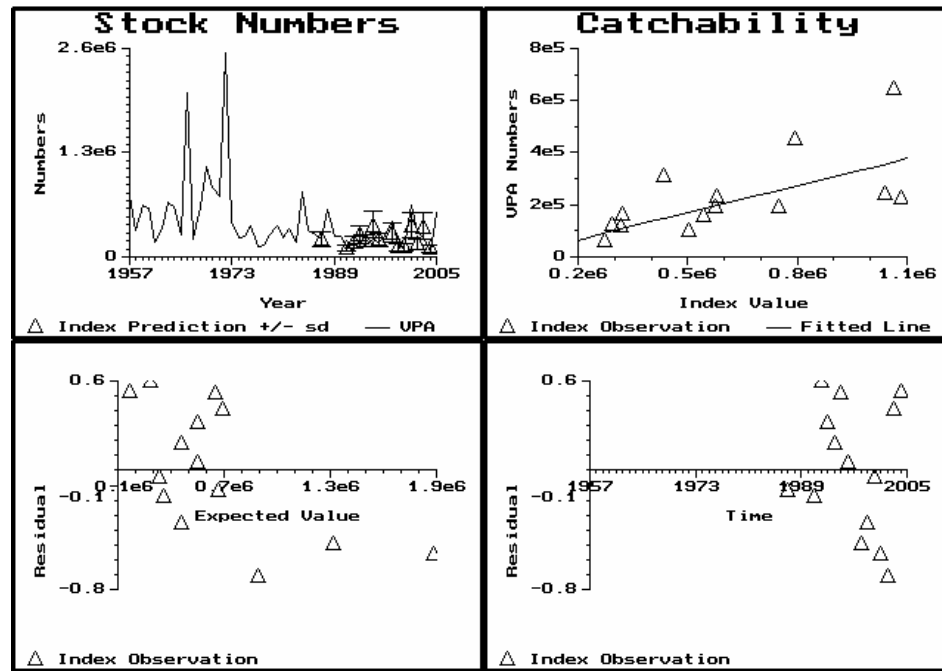 Stock Numbers
2.6e6
1.3e6
0
Numbers
1957 1973 1989 2005
Year
△ Index Prediction +/- sd — VPA
Catchability
8e5
6e5
4e5
2e5
0
VPA Numbers
0.2e6 0.5e6 0.8e6 1.1e6
Index Value
△ Index Observation — Fitted Line
0.6
-0.1
-0.8
Residual
0.1e6 0.7e6 1.3e6 1.9e6
Expected Value
△ Index Observation
0.6
-0.1
-0.8
Residual
1957 1973 1989 2005
Time
△ Index Observation